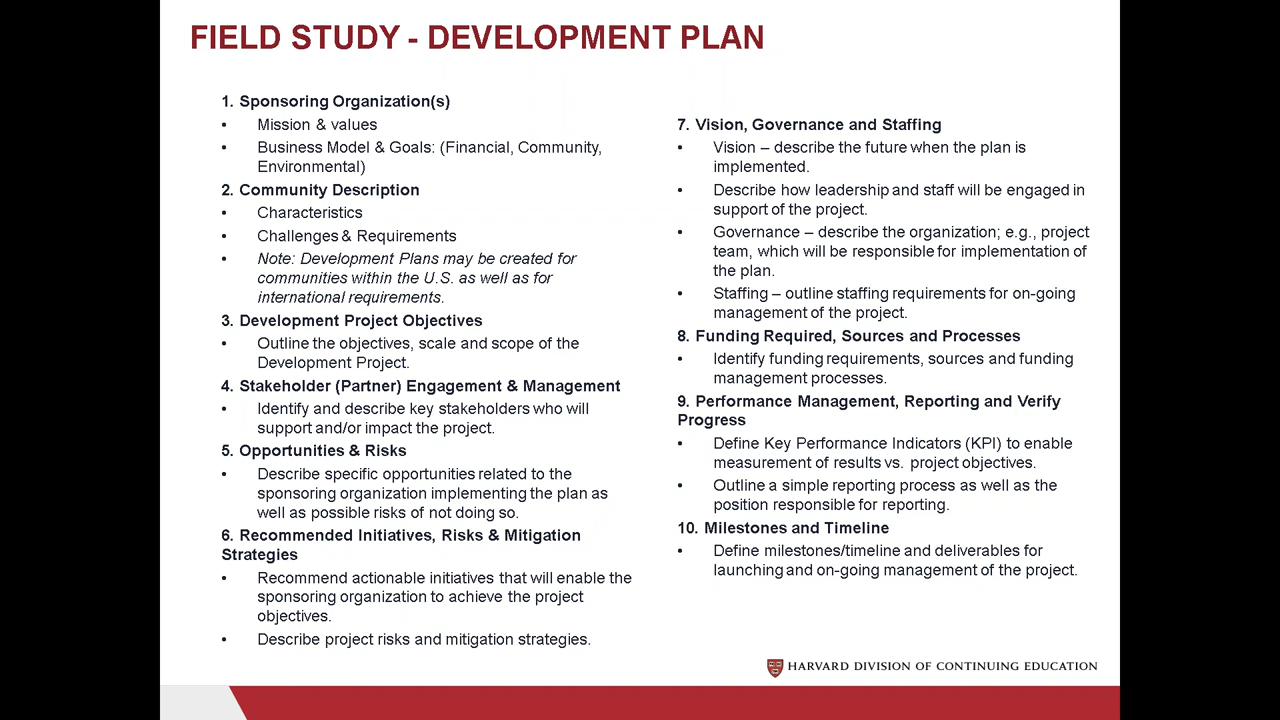 FIELD STUDY - DEVELOPMENT PLAN
1. Sponsoring Organization(s)
• Mission & values
• Business Model & Goals: (Financial, Community,
Environmental)
2. Community Description
• Characteristics
• Challenges & Requirements
• Note: Development Plans may be created for
communities within the U.S. as well as for
international requirements.
3. Development Project Objectives
• Outline the objectives, scale and scope of the
Development Project.
4. Stakeholder (Partner) Engagement & Management
• Identify and describe key stakeholders who will
support and/or impact the project.
5. Opportunities & Risks
• Describe specific opportunities related to the
sponsoring organization implementing the plan as
well as possible risks of not doing so.
6. Recommended Initiatives, Risks & Mitigation
Strategies
• Recommend actionable initiatives that will enable the
sponsoring organization to achieve the project
objectives.
• Describe project risks and mitigation strategies.
7. Vision, Governance and Staffing
• Vision – describe the future when the plan is
implemented.
• Describe how leadership and staff will be engaged in
support of the project.
• Governance – describe the organization; e.g., project
team, which will be responsible for implementation of
the plan.
• Staffing – outline staffing requirements for on-going
management of the project.
8. Funding Required, Sources and Processes
• Identify funding requirements, sources and funding
management processes.
9. Performance Management, Reporting and Verify
Progress
• Define Key Performance Indicators (KPI) to enable
measurement of results vs. project objectives.
• Outline a simple reporting process as well as the
position responsible for reporting.
10. Milestones and Timeline
• Define milestones/timeline and deliverables for
launching and on-going management of the project.
HARVARD DIVISION OF CONTINUING EDUCATION